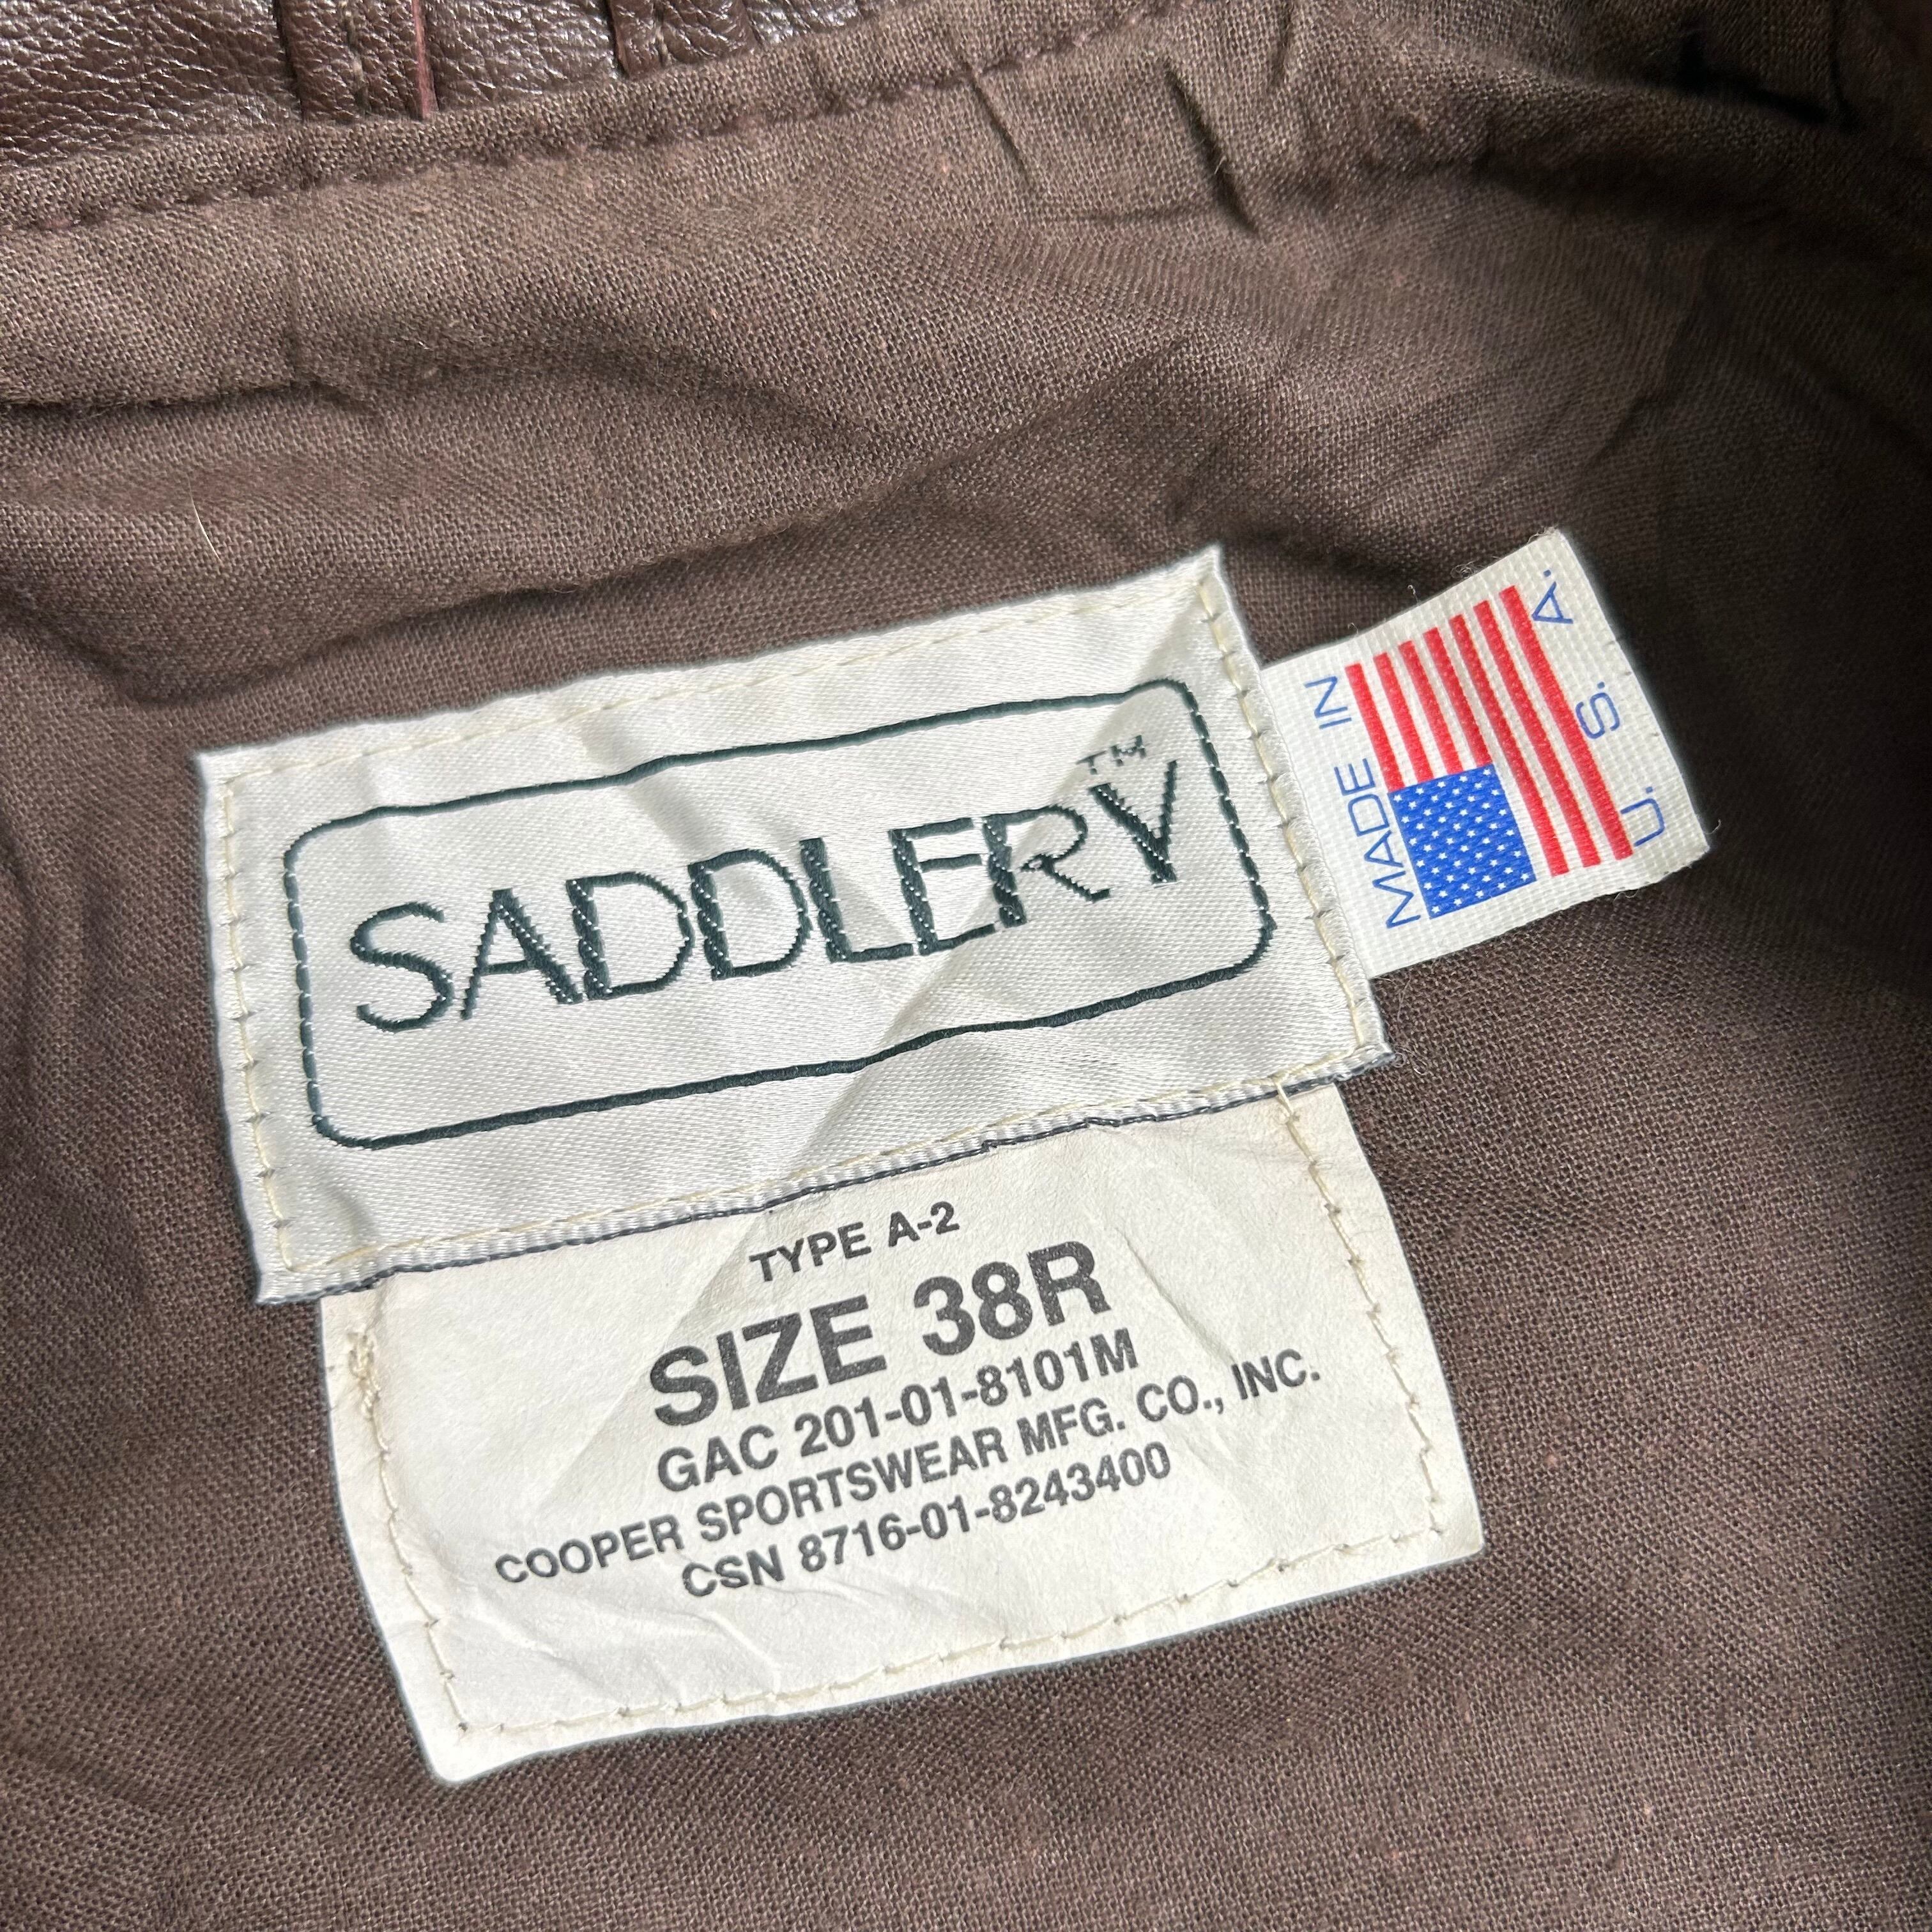 SADDLERY™
MADE IN
U. S. A.
TYPE A-2
SIZE 38R
GAC 201-01-8101M
COOPER SPORTSWEAR MFG. CO., INC.
CSN 8716-01-8243400